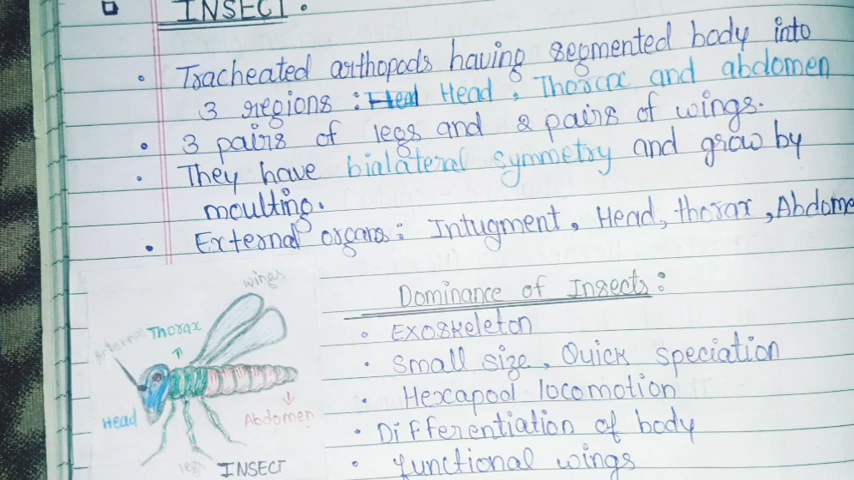 INSECT.
• Tracheated arthopods having segmented body into
3 regions : Head, Thorax and abdomen
• 3 pairs of legs and 2 pairs of wings.
• They have bialateral symmetry and grow by
moulting.
• External organs: Intugment, Head, thorax, Abdome
wings
Antenna
Thorax
Head
Abdomen
legs
INSECT
Dominance of Insects:
• Exoskeleton
• Small size, Quick speciation
• Hexapod locomotion
• Differentiation of body
• functional wings